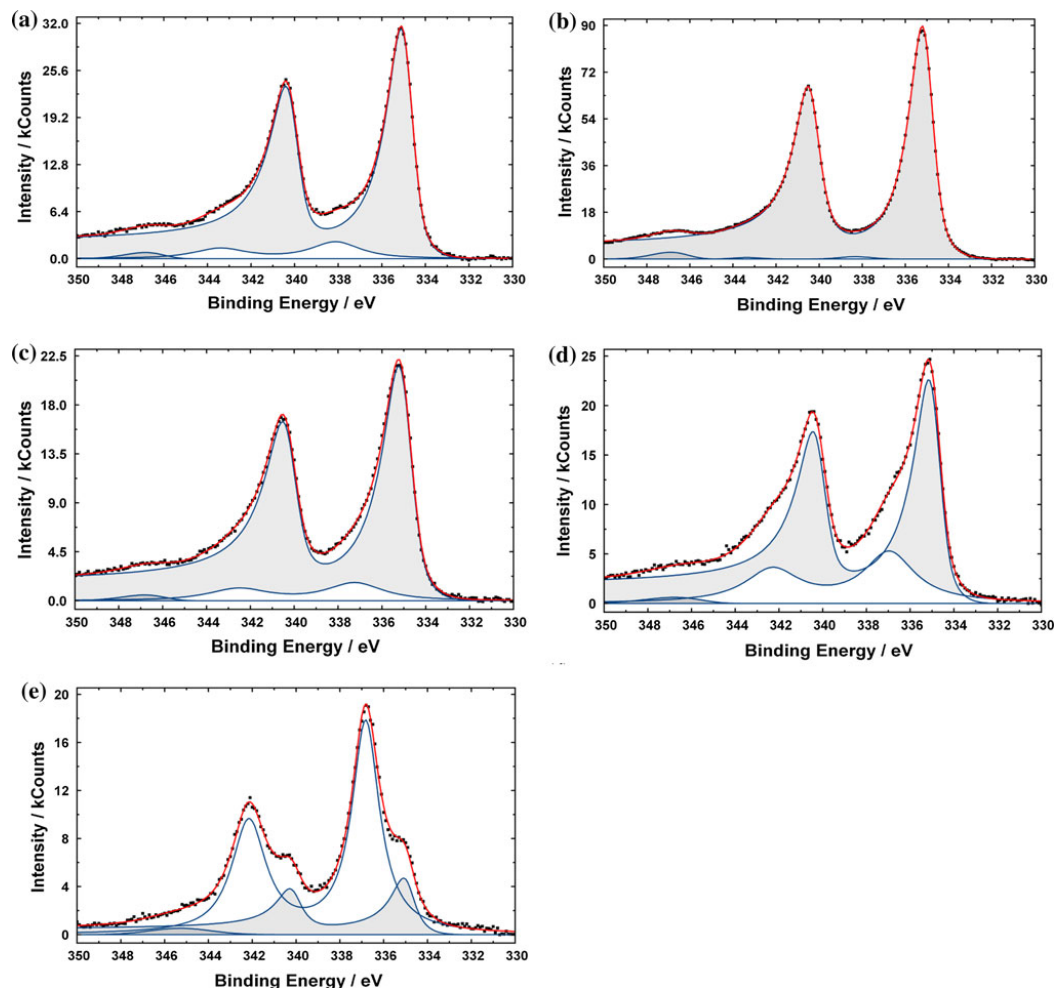 (a)
Intensity / kCounts
32.0
25.6
19.2
12.8
6.4
0.0
350 348 346 344 342 340 338 336 334 332 330
Binding Energy / eV
(b)
Intensity / kCounts
90
72
54
36
18
0
350 348 346 344 342 340 338 336 334 332 330
Binding Energy / eV
(c)
Intensity / kCounts
22.5
18.0
13.5
9.0
4.5
0.0
350 348 346 344 342 340 338 336 334 332 330
Binding Energy / eV
(d)
Intensity / kCounts
25
20
15
10
5
0
350 348 346 344 342 340 338 336 334 332 330
Binding Energy / eV
(e)
Intensity / kCounts
20
16
12
8
4
0
350 348 346 344 342 340 338 336 334 332 330
Binding Energy / eV